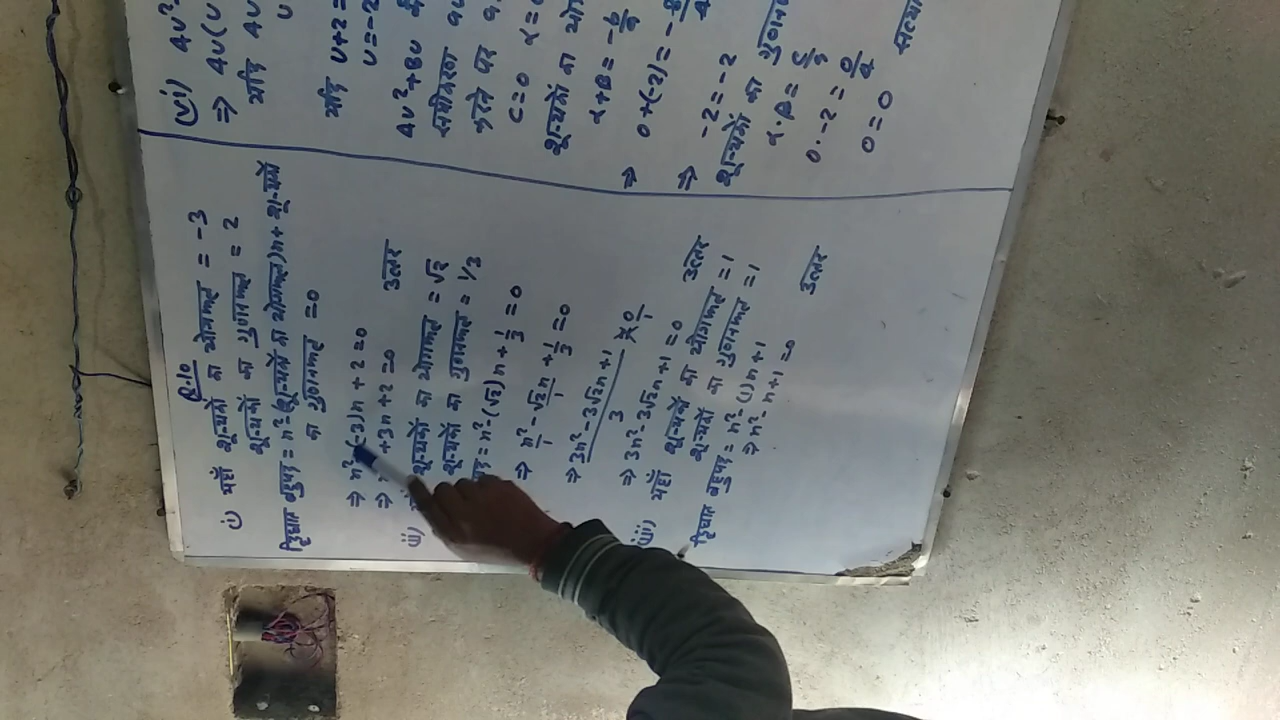 Q.10
(i) यहाँ शून्यकों का योगफल = -3
शून्यकों का गुणनफल = 2
द्विघात बहुपद = x² - (शून्यकों का योगफल)x + शून्यकों
का गुणनफल = 0
⇒ x² - (-3)x + 2 = 0
⇒ +3x + 2 = 0 उत्तर
(ii) शून्यकों का योगफल = √2
शून्यकों का गुणनफल = 1/3
= x² - (√2)x + 1/3 = 0
⇒ x²/1 - √2x/1 + 1/3 = 0
⇒ 3x² - 3√2x + 1 / 3 = 0/1
⇒ 3x² - 3√2x + 1 = 0 उत्तर
(iii) यहाँ शून्यकों का योगफल = 1
शून्यकों का गुणनफल = 1
द्विघात बहुपद = x² - (1)x + 1
⇒ x² - x + 1 = 0 उत्तर
(vi) 4u²
⇒ 4u(u
यदि 4u
u
यदि u+2 =
u = -2
4u² + 8u
समीकरण
करने पर
c = 0
शून्यकों का
α + β = -b/a
⇒ 0 + (-2) = -
⇒ -2 = -2
शून्यकों का गुणन
α · β = c/a
0 · -2 = 0/4
0 = 0